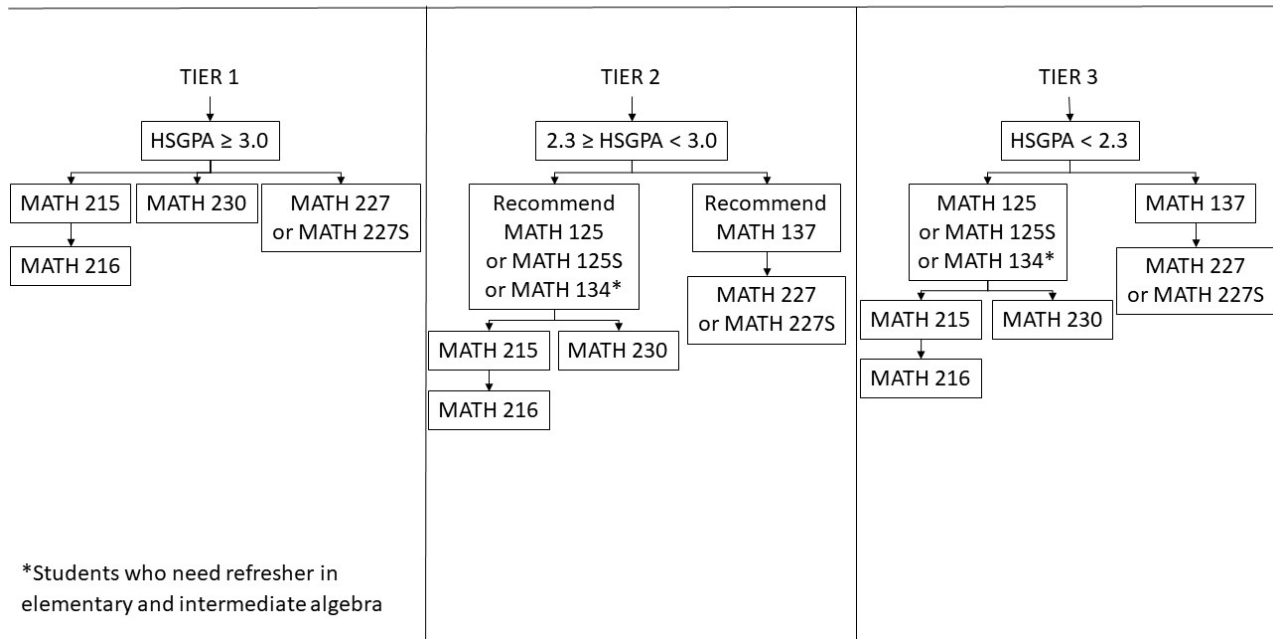 TIER 1
HSGPA ≥ 3.0
MATH 215
MATH 216
MATH 230
MATH 227
or MATH 227S
*Students who need refresher in
elementary and intermediate algebra
TIER 2
2.3 ≥ HSGPA < 3.0
Recommend
MATH 125
or MATH 125S
or MATH 134*
MATH 215
MATH 216
MATH 230
Recommend
MATH 137
MATH 227
or MATH 227S
TIER 3
HSGPA < 2.3
MATH 125
or MATH 125S
or MATH 134*
MATH 215
MATH 216
MATH 230
MATH 137
MATH 227
or MATH 227S